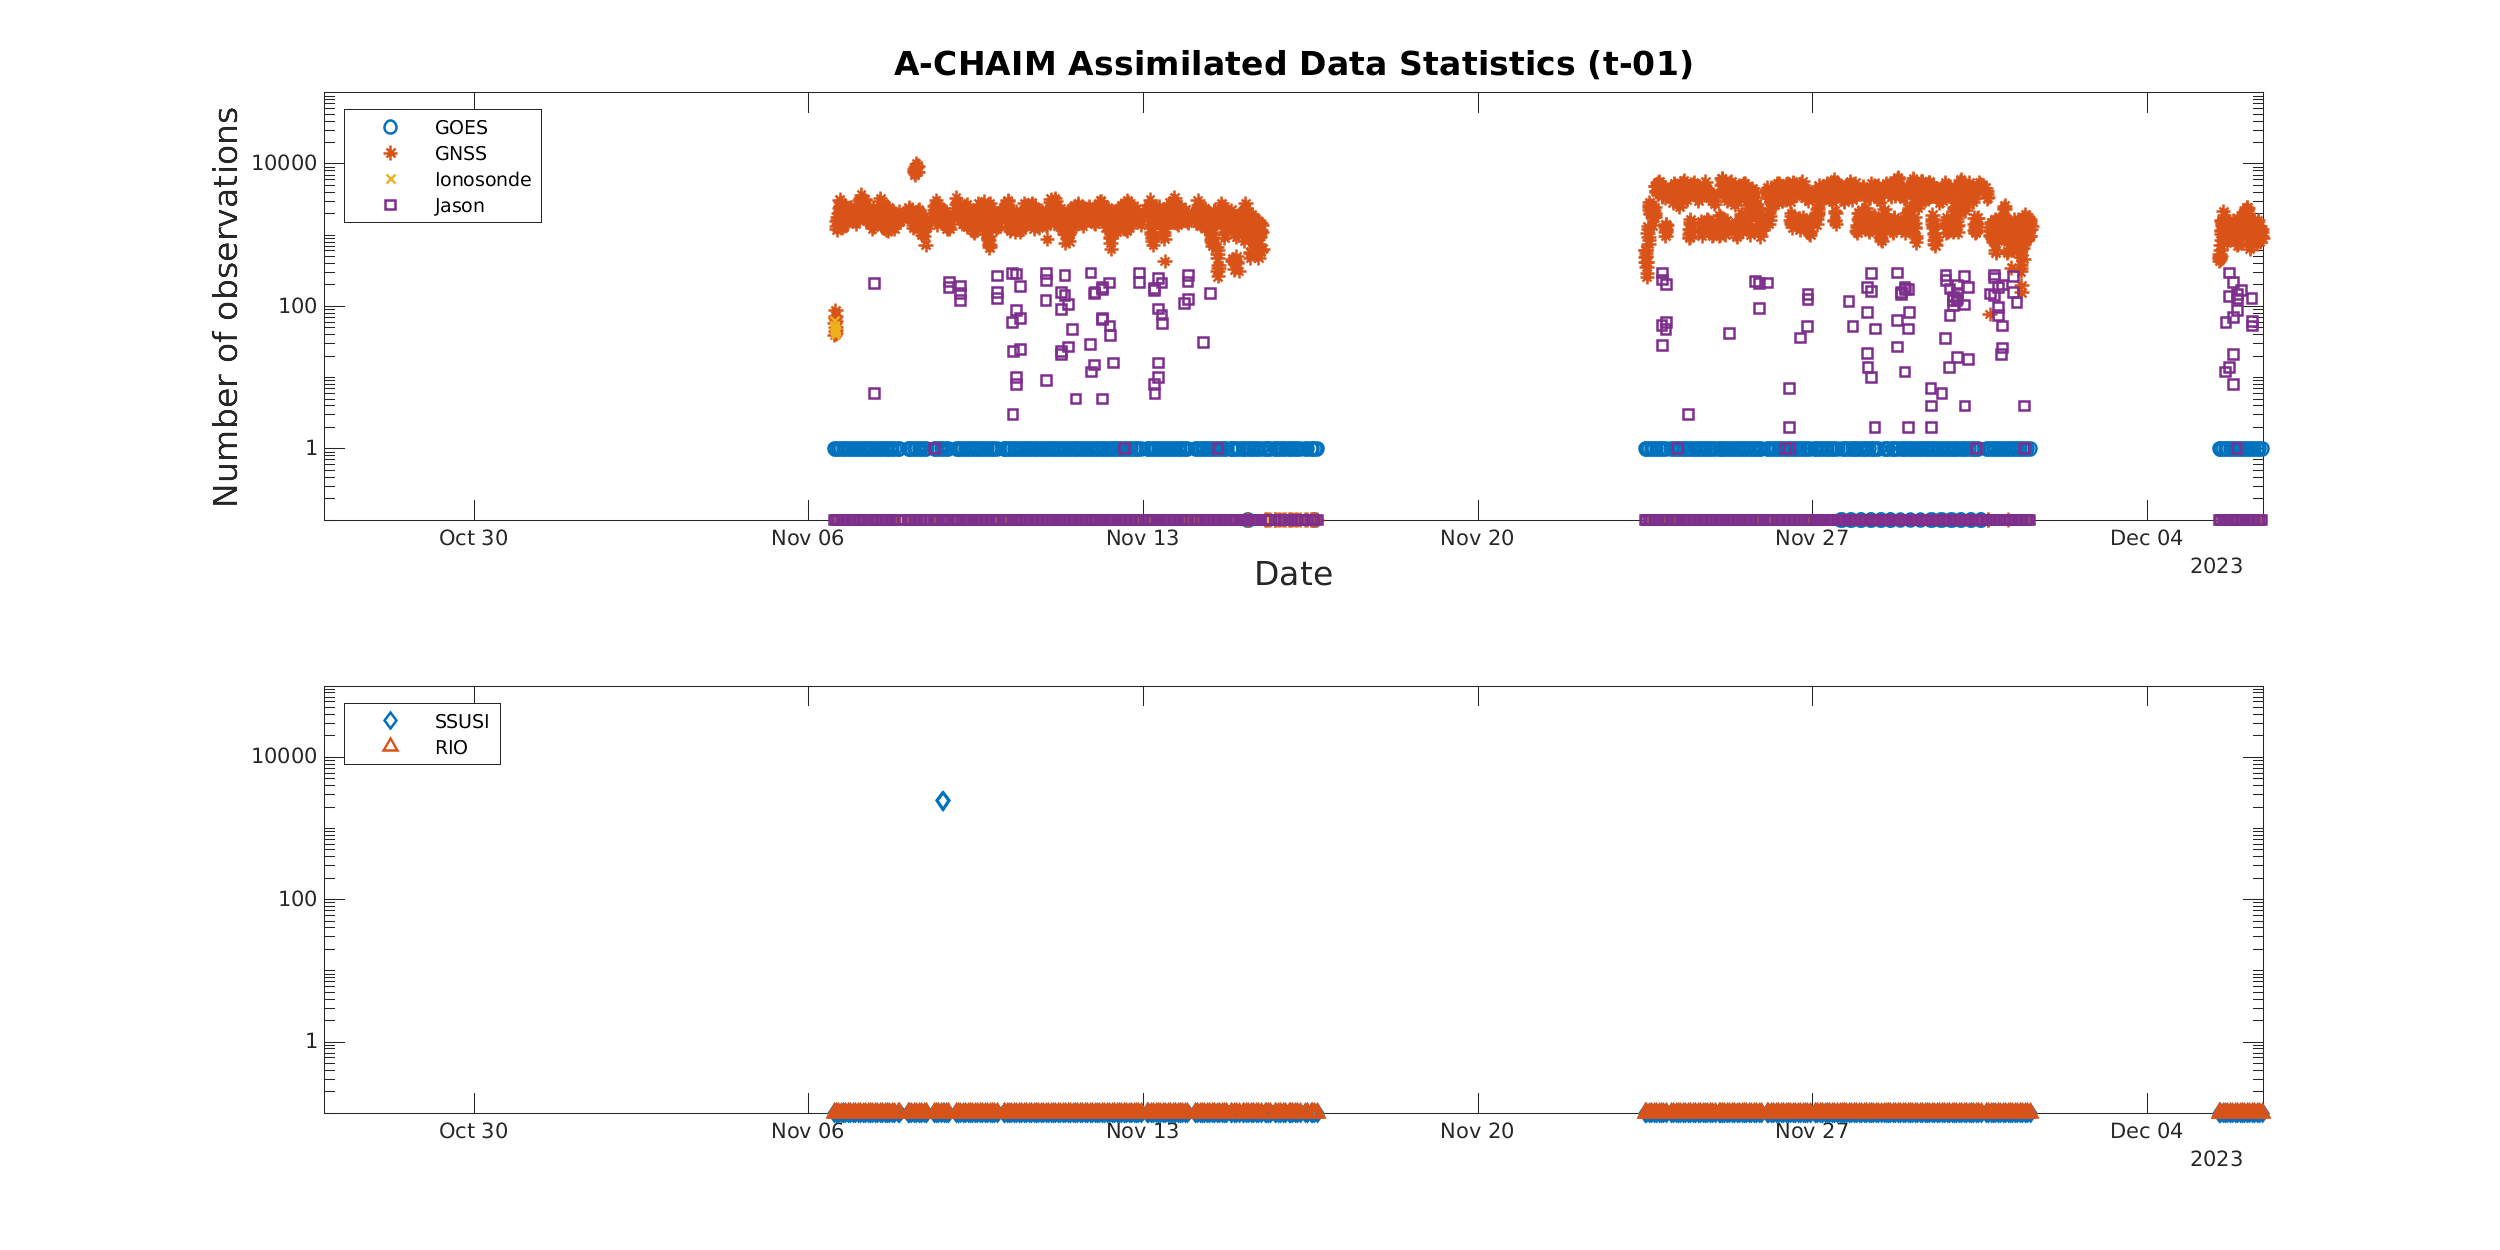 A-CHAIM Assimilated Data Statistics (t-01)
Number of observations
GOES
GNSS
Ionosonde
Jason
10000
100
1
Oct 30 Nov 06 Nov 13 Nov 20 Nov 27 Dec 04
2023
Date
SSUSI
RIO
10000
100
1
Oct 30 Nov 06 Nov 13 Nov 20 Nov 27 Dec 04
2023